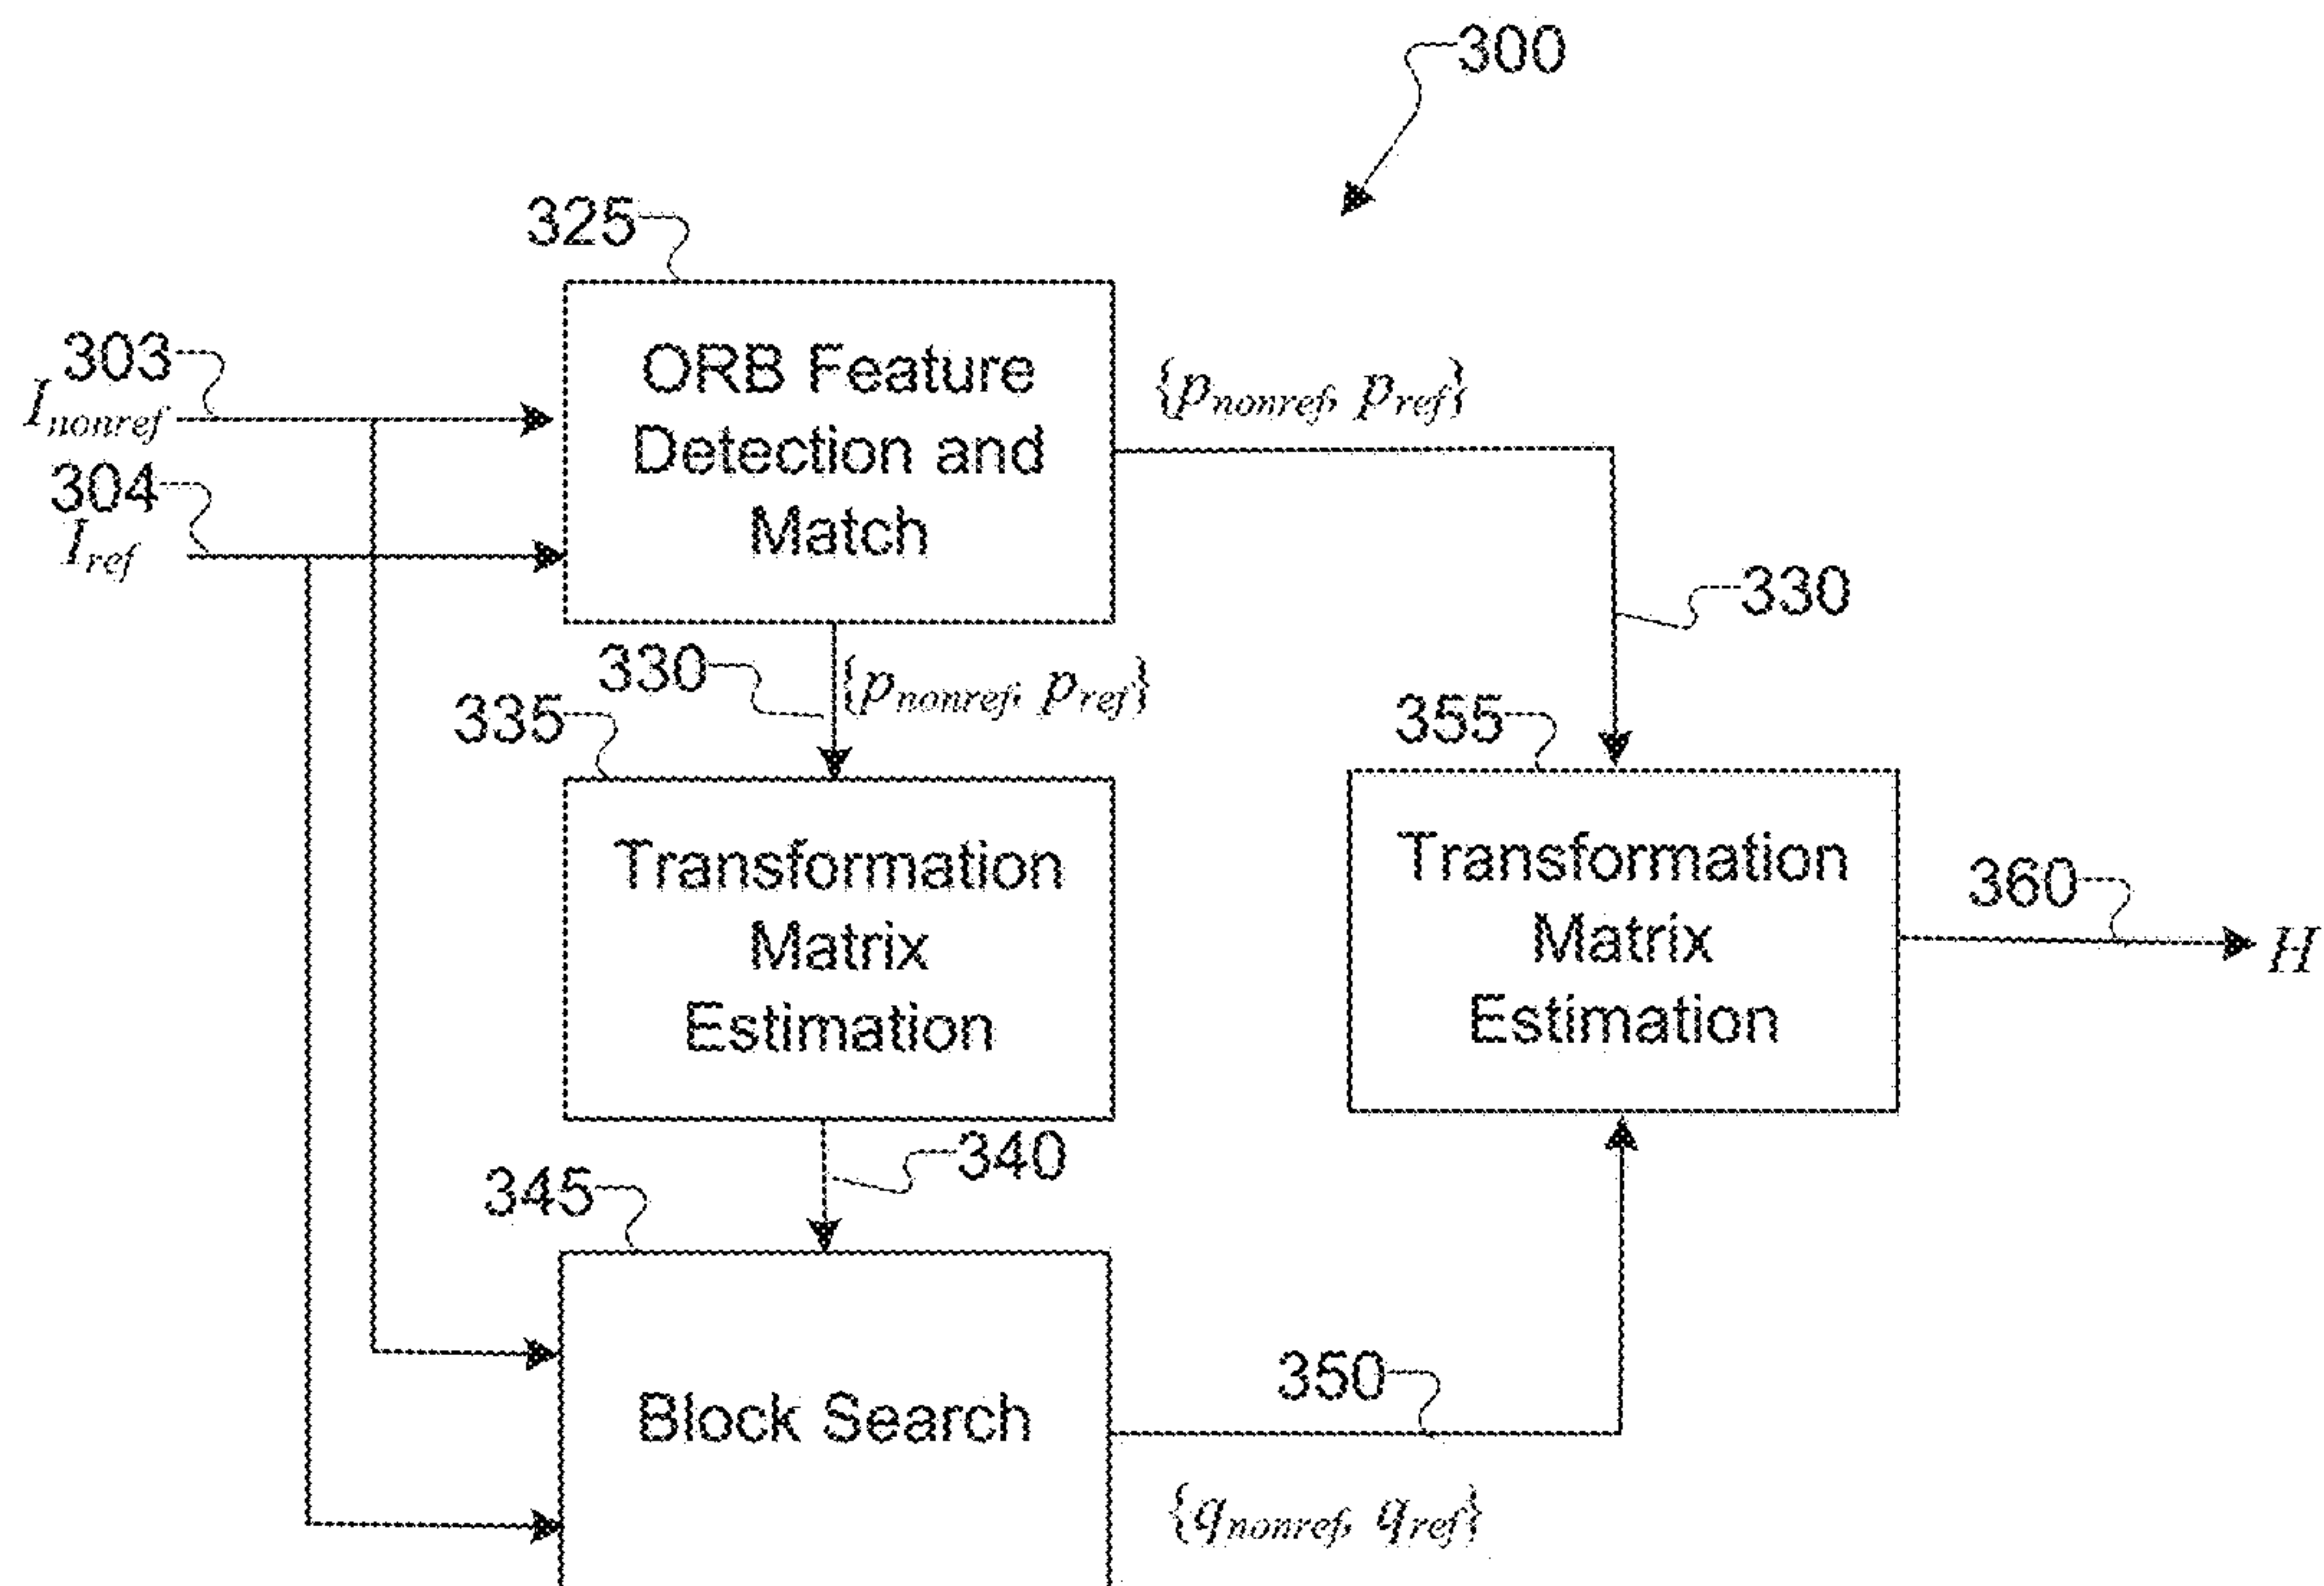 300
325
303
I_nonref
304
I_ref
ORB Feature
Detection and
Match
{p_nonref, p_ref}
330
330
{p_nonref, p_ref}
335
355
Transformation
Matrix
Estimation
Transformation
Matrix
Estimation
360
H
340
345
Block Search
350
{q_nonref, q_ref}